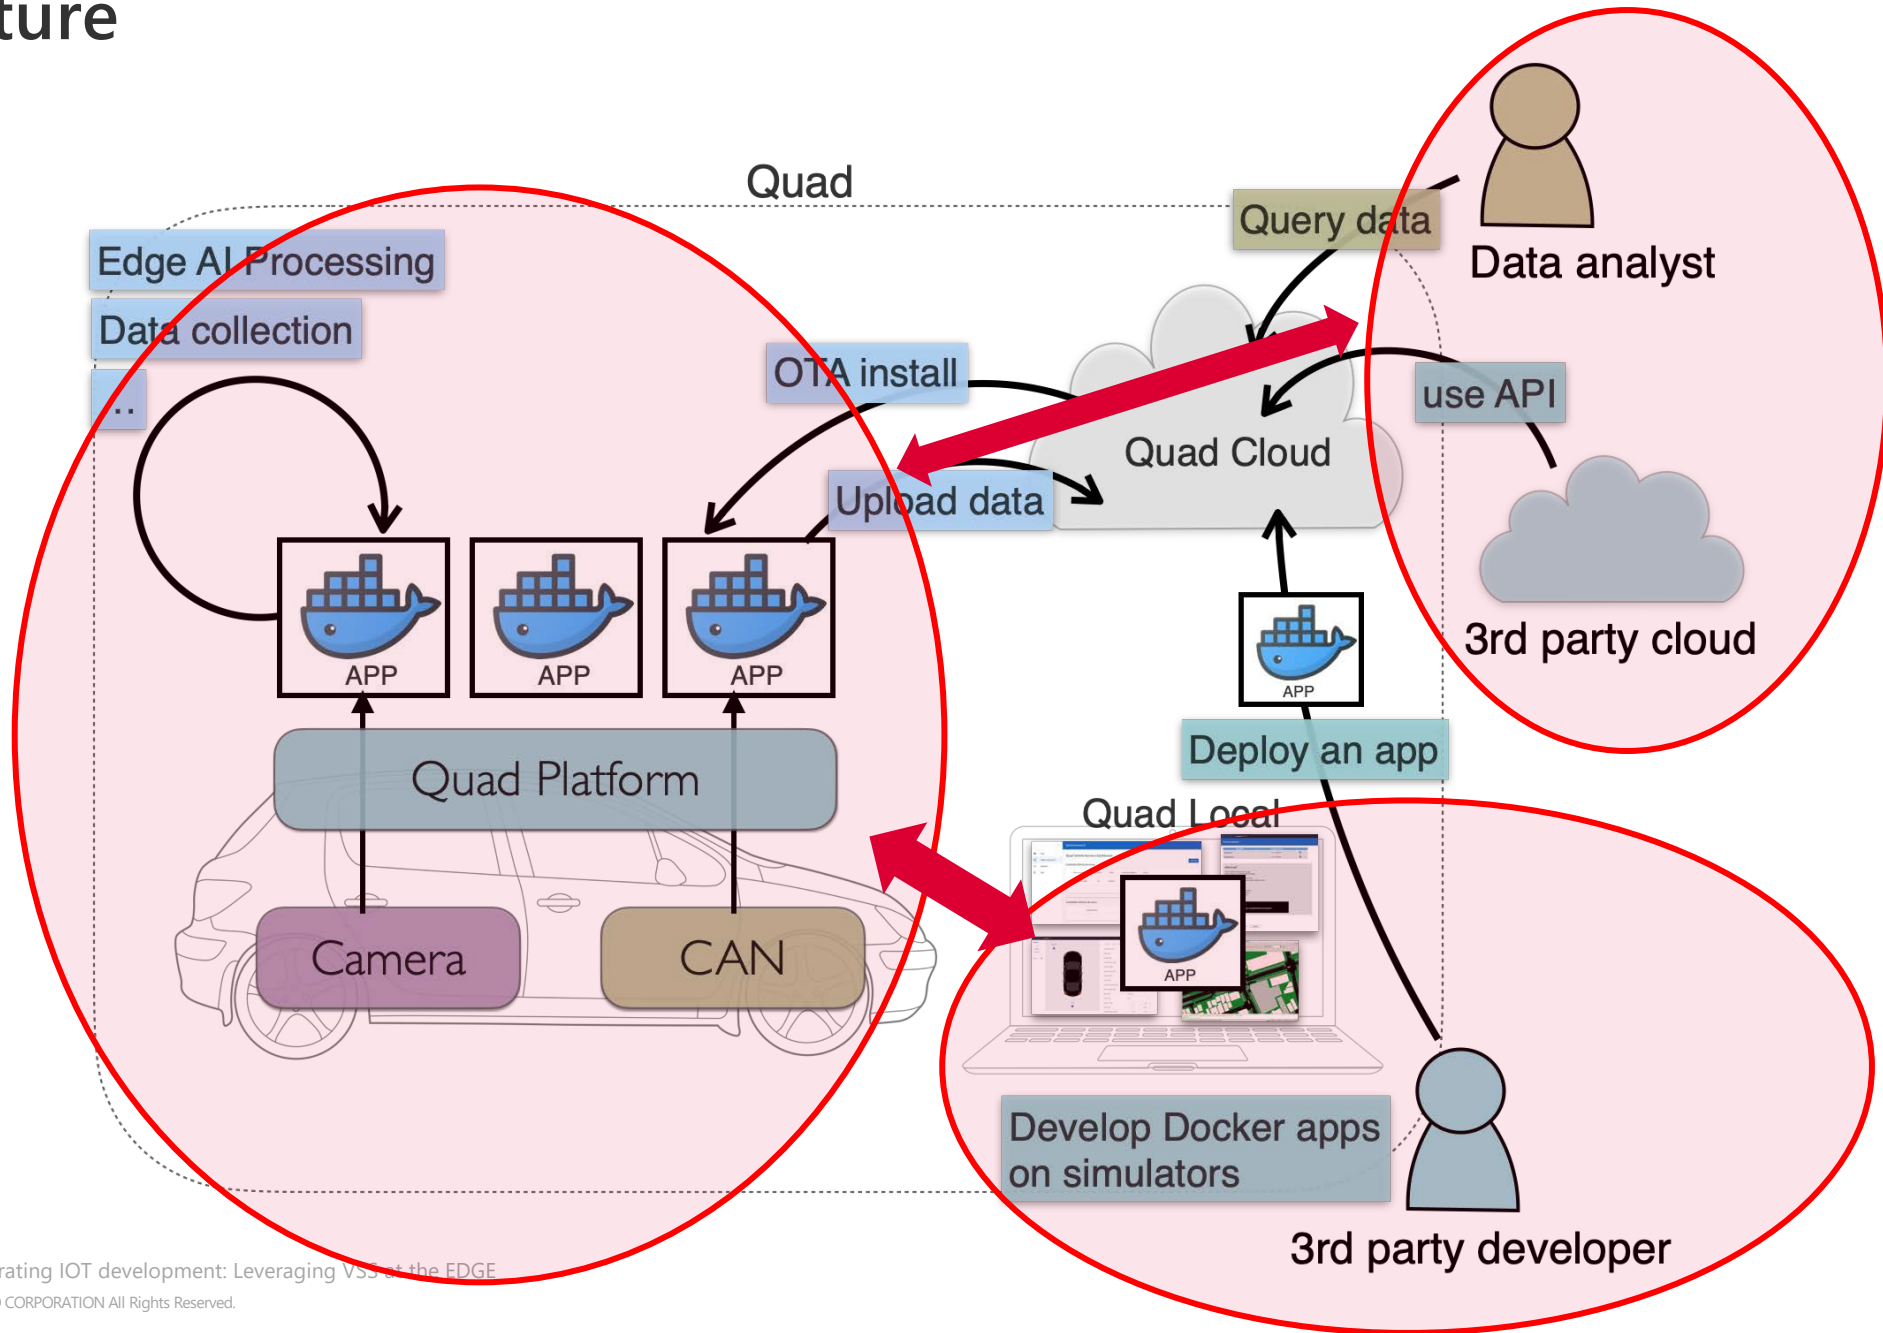 ture
Quad
Query data
Data analyst
Edge AI Processing
Data collection
..
OTA install
use API
Quad Cloud
Upload data
3rd party cloud
APP
APP
APP
APP
Deploy an app
Quad Platform
Quad Local
Camera
CAN
APP
Develop Docker apps
on simulators
3rd party developer
rating IOT development: Leveraging VSS at the EDGE
CORPORATION All Rights Reserved.